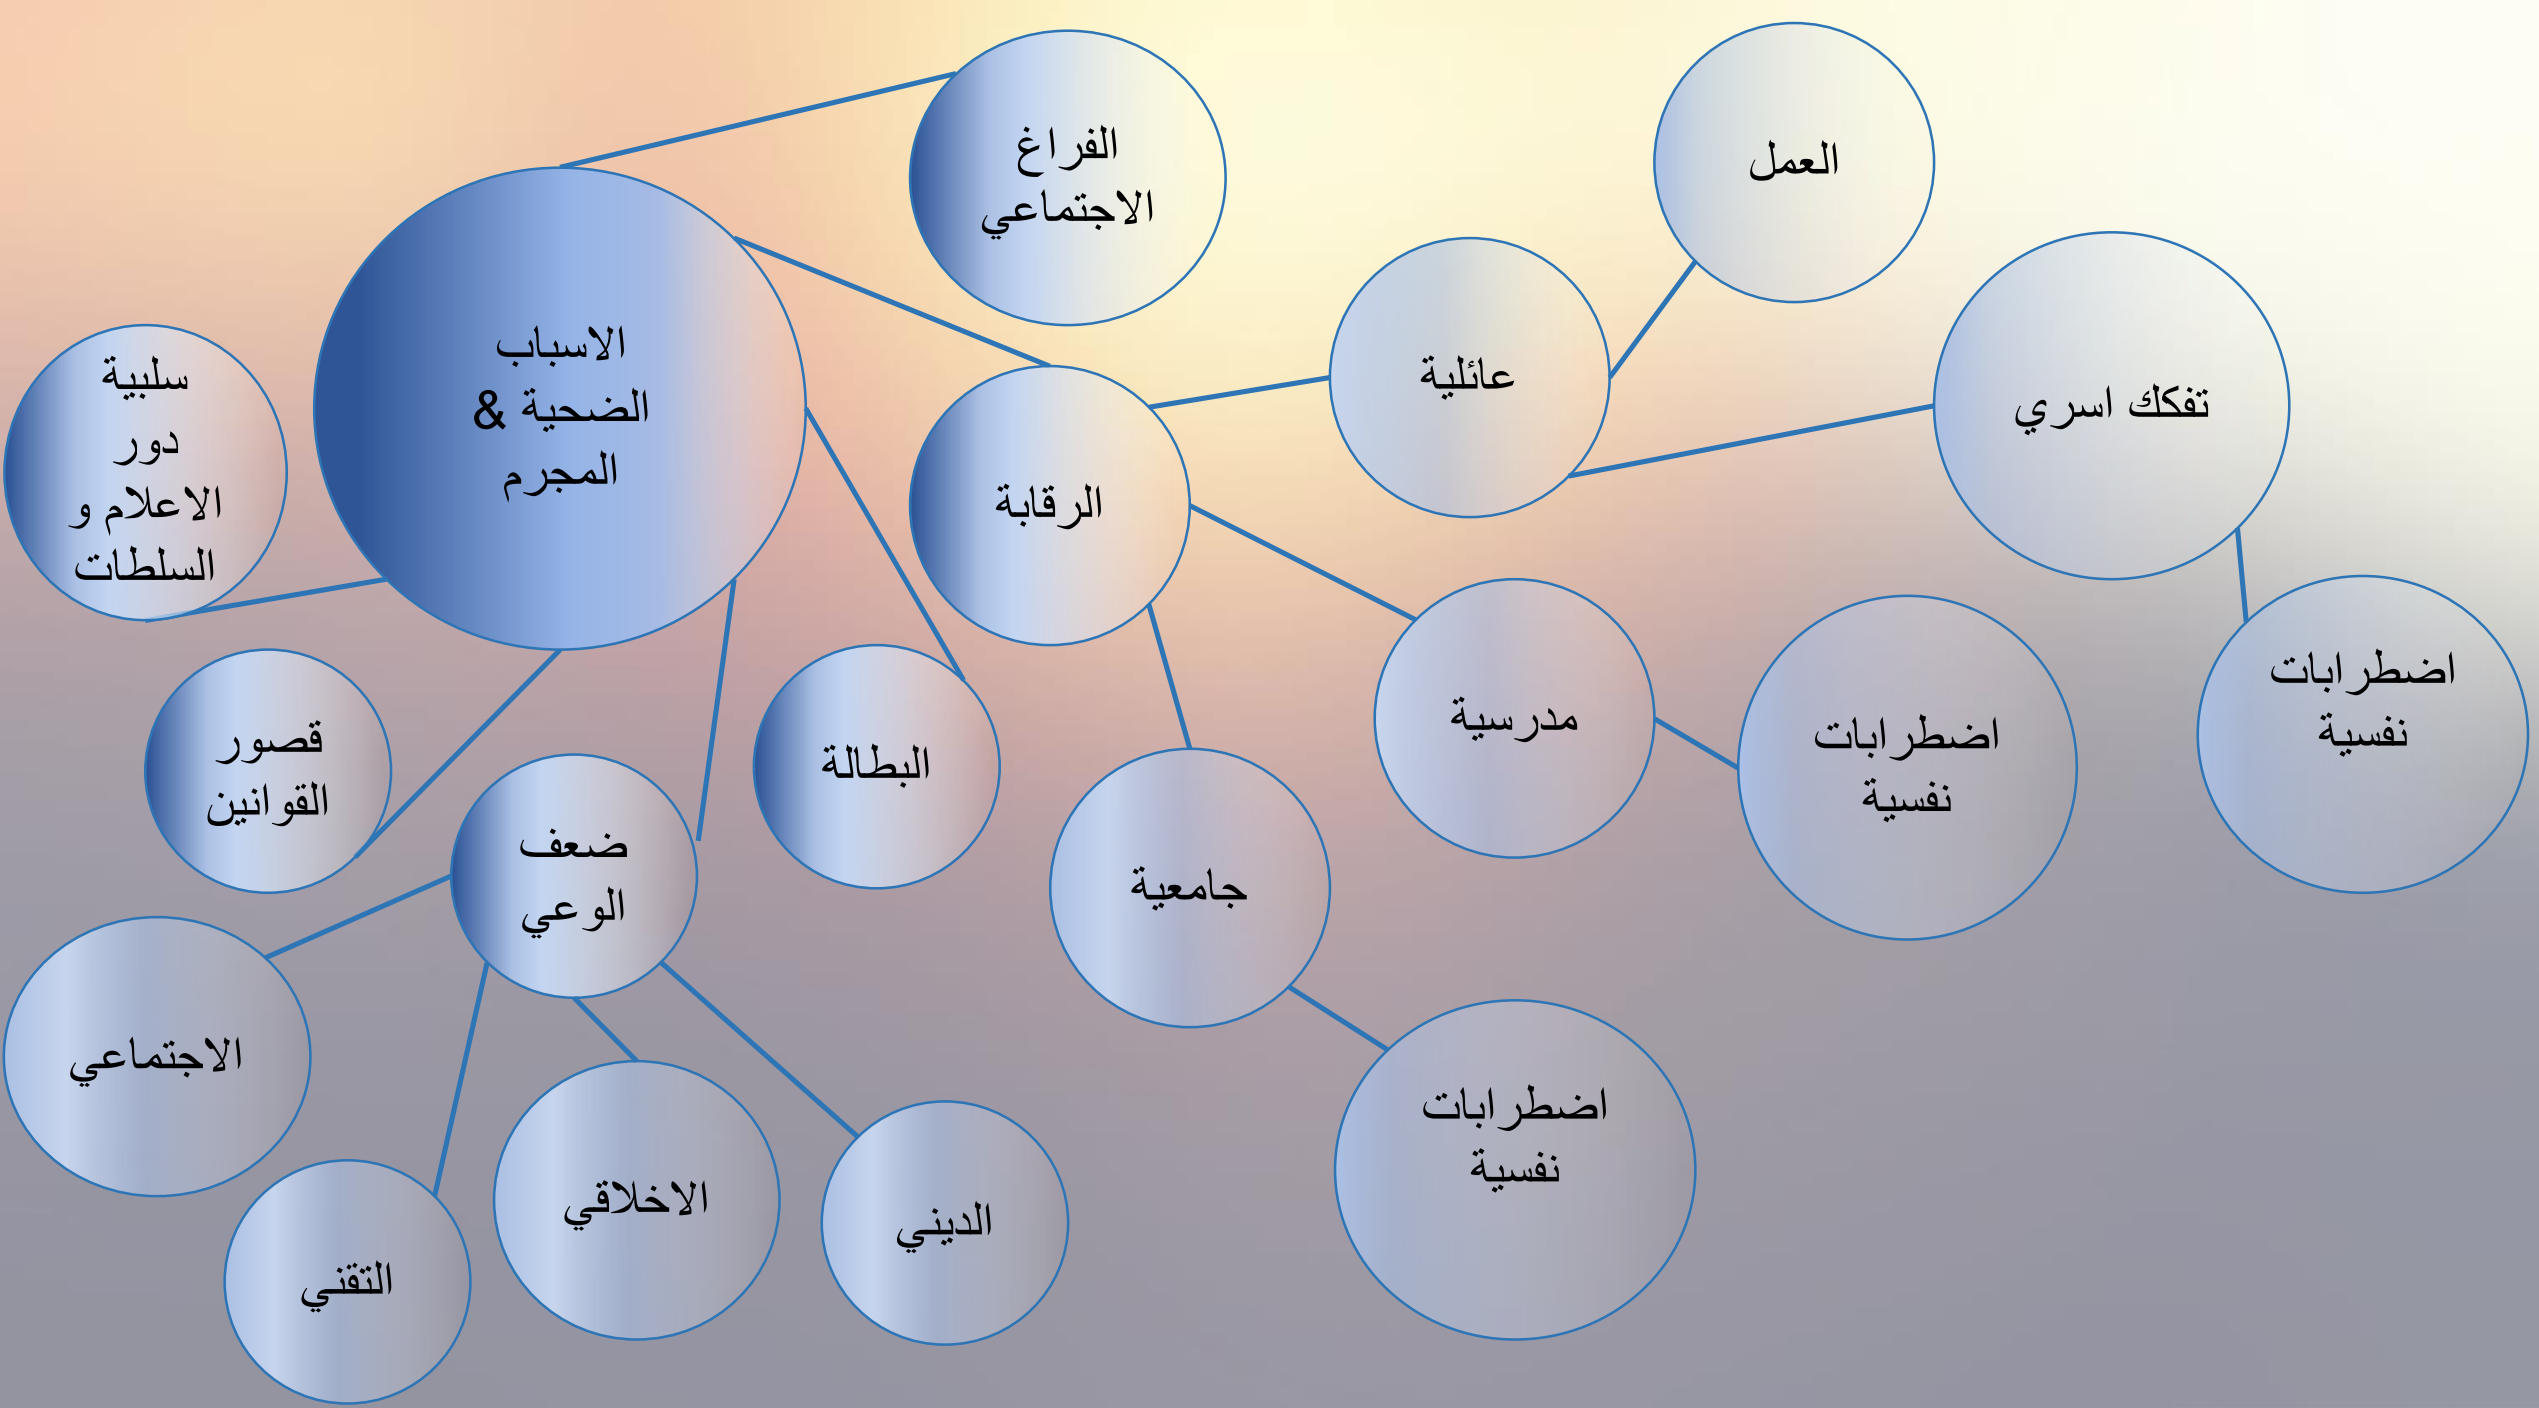 الاسباب
الضحية &
المجرم
الفراغ
الاجتماعي
الرقابة
عائلية
العمل
تفكك اسري
اضطرابات
نفسية
مدرسية
اضطرابات
نفسية
جامعية
اضطرابات
نفسية
البطالة
ضعف
الوعي
الديني
الاخلاقي
التقني
الاجتماعي
قصور
القوانين
سلبية
دور
الاعلام و
السلطات